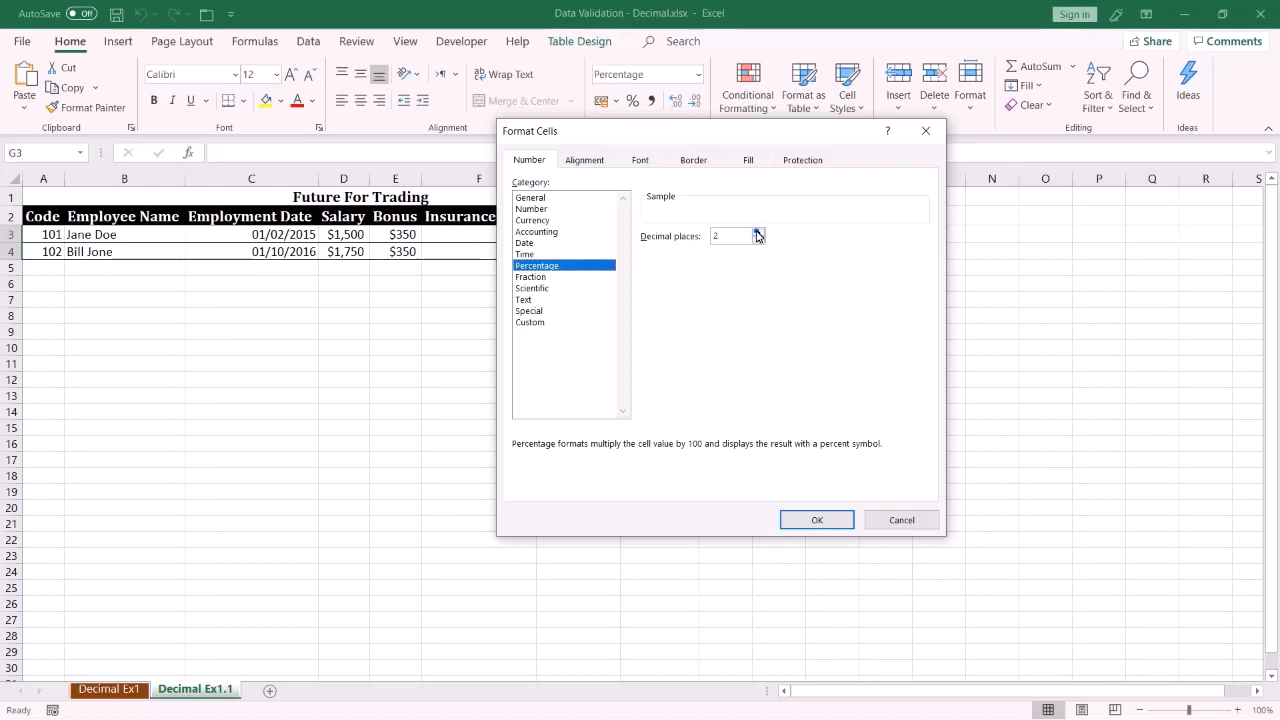 AutoSave Off Data Validation - Decimal.xlsx - Excel Sign in
File Home Insert Page Layout Formulas Data Review View Developer Help Table Design Search Share Comments
Paste Cut Copy Format Painter Clipboard
Calibri 12 B I U A A A
Wrap Text Merge & Center Alignment
Percentage %
Conditional Formatting Format as Table Cell Styles
Insert Delete Format
AutoSum Fill Clear Sort & Filter Find & Select Editing
Ideas Ideas
G3 fx
Format Cells ?
Number Alignment Font Border Fill Protection
Category:
General
Number
Currency
Accounting
Date
Time
Percentage
Fraction
Scientific
Text
Special
Custom
Sample
Decimal places: 2
Percentage formats multiply the cell value by 100 and displays the result with a percent symbol.
OK Cancel
A B C D E F N O P Q R S
1 Future For Trading
2 Code Employee Name Employment Date Salary Bonus Insurance
3 101 Jane Doe 01/02/2015 $1,500 $350
4 102 Bill Jone 01/10/2016 $1,750 $350
5
6
7
8
9
10
11
12
13
14
15
16
17
18
19
20
21
22
23
24
25
26
27
28
29
30
Decimal Ex1 Decimal Ex1.1
Ready 100%